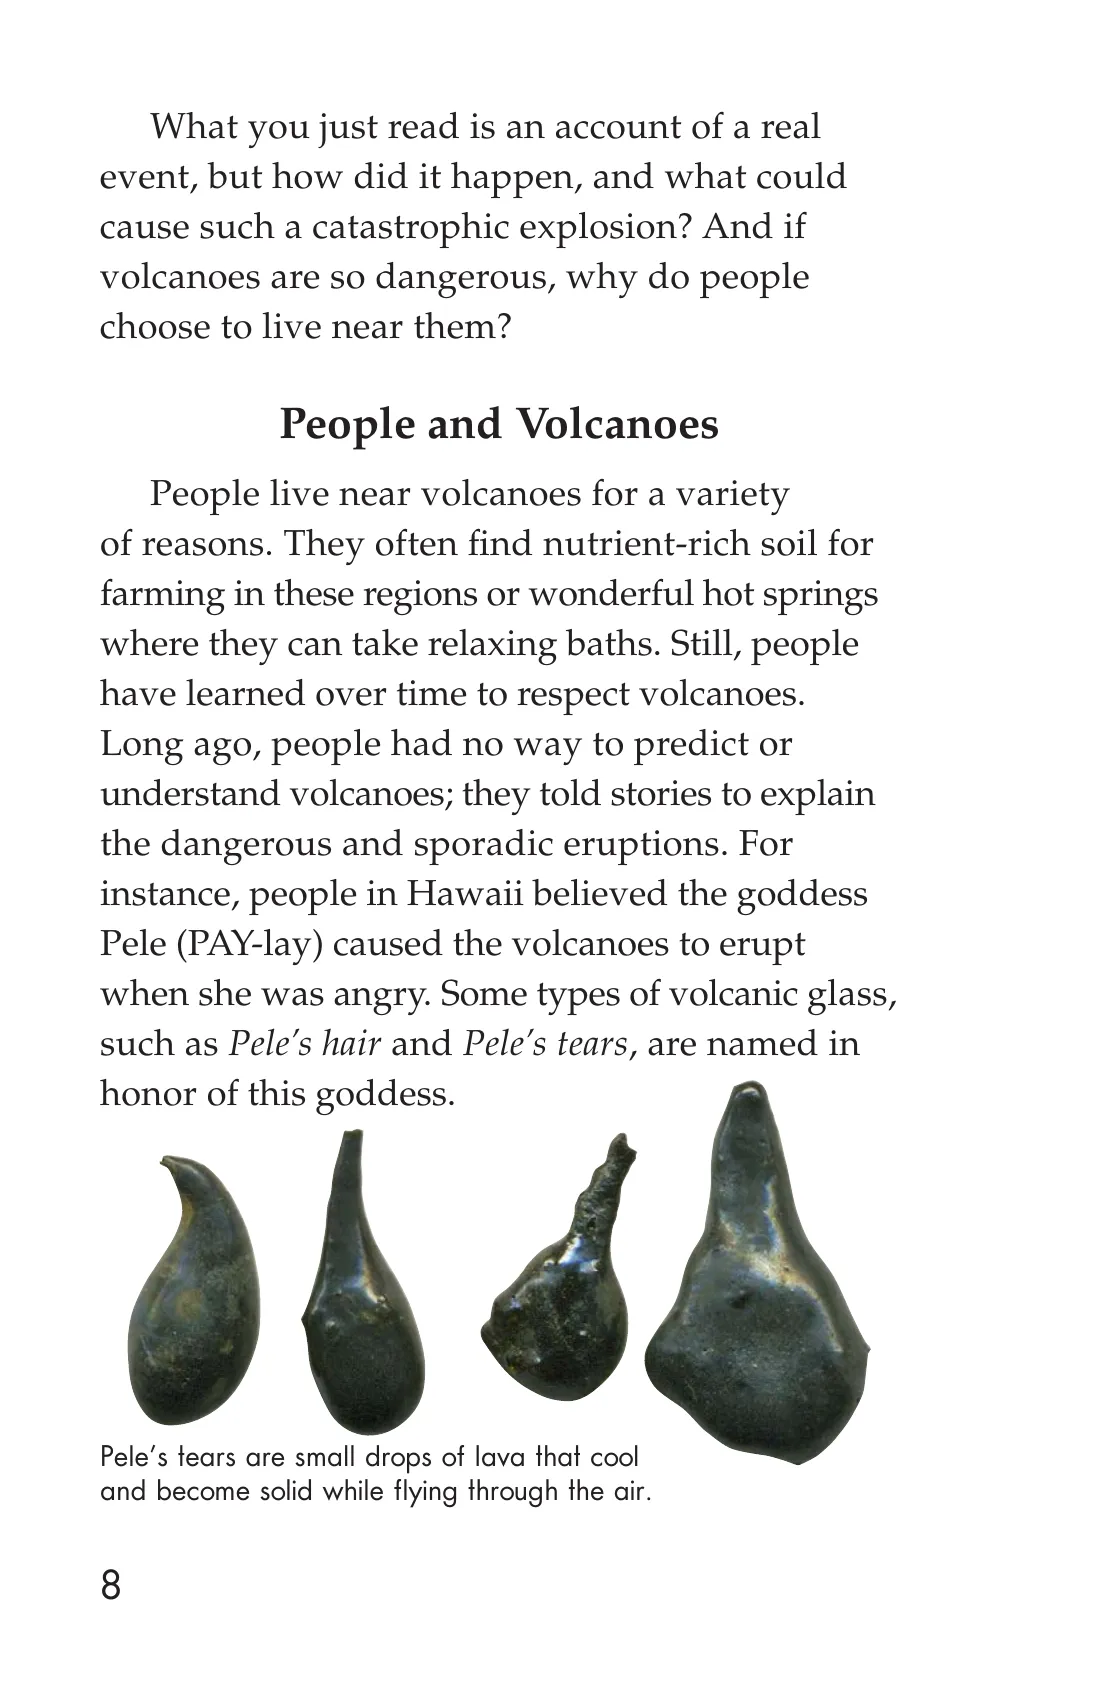 What you just read is an account of a real
event, but how did it happen, and what could
cause such a catastrophic explosion? And if
volcanoes are so dangerous, why do people
choose to live near them?
People and Volcanoes
People live near volcanoes for a variety
of reasons. They often find nutrient-rich soil for
farming in these regions or wonderful hot springs
where they can take relaxing baths. Still, people
have learned over time to respect volcanoes.
Long ago, people had no way to predict or
understand volcanoes; they told stories to explain
the dangerous and sporadic eruptions. For
instance, people in Hawaii believed the goddess
Pele (PAY-lay) caused the volcanoes to erupt
when she was angry. Some types of volcanic glass,
such as Pele’s hair and Pele’s tears, are named in
honor of this goddess.
Pele’s tears are small drops of lava that cool
and become solid while flying through the air.
8